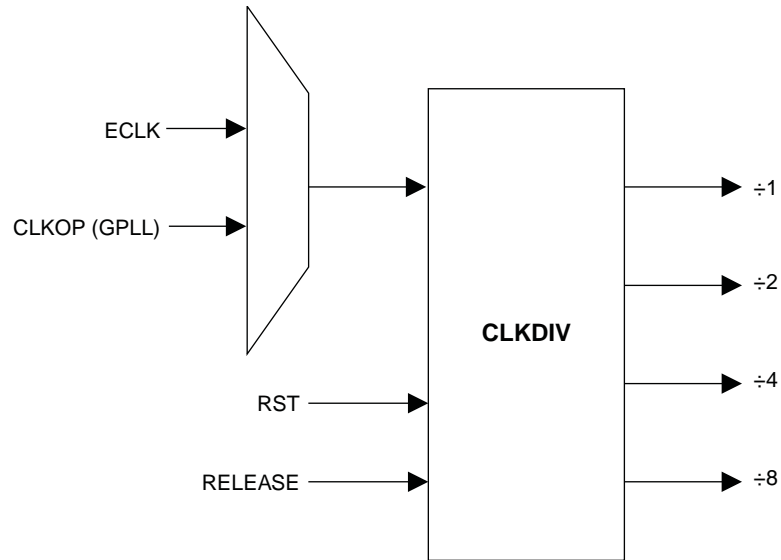 ECLK
CLKOP (GPLL)
RST
RELEASE
CLKDIV
÷1
÷2
÷4
÷8